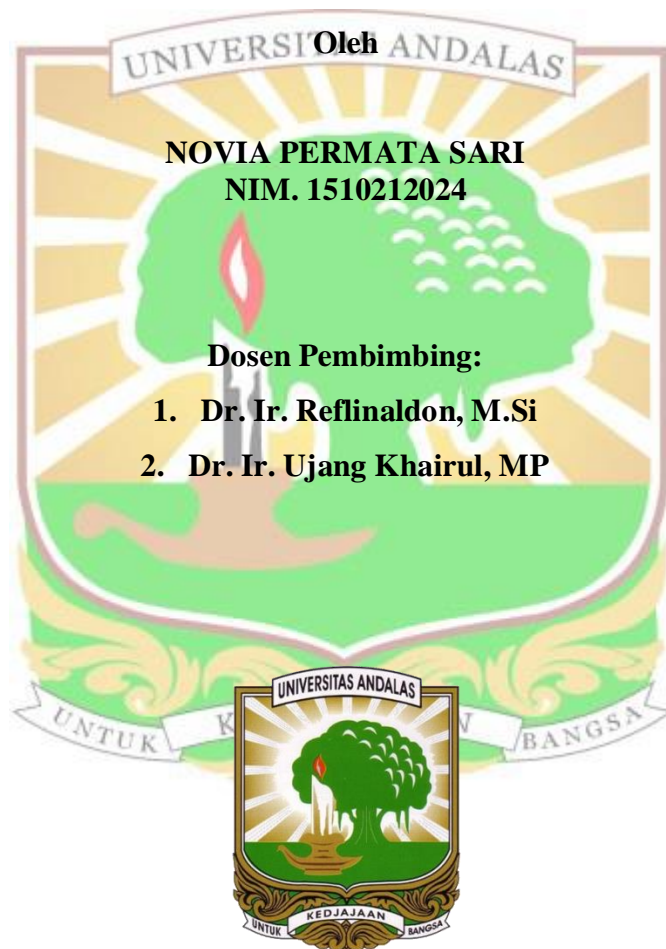 UNIVERSITAS ANDALAS
Oleh
NOVIA PERMATA SARI
NIM. 1510212024
Dosen Pembimbing:
1. Dr. Ir. Reflinaldon, M.Si
2. Dr. Ir. Ujang Khairul, MP
UNIVERSITAS ANDALAS
UNTUK K N BANGSA
UNTUK KEDJAJAAN BANGSA